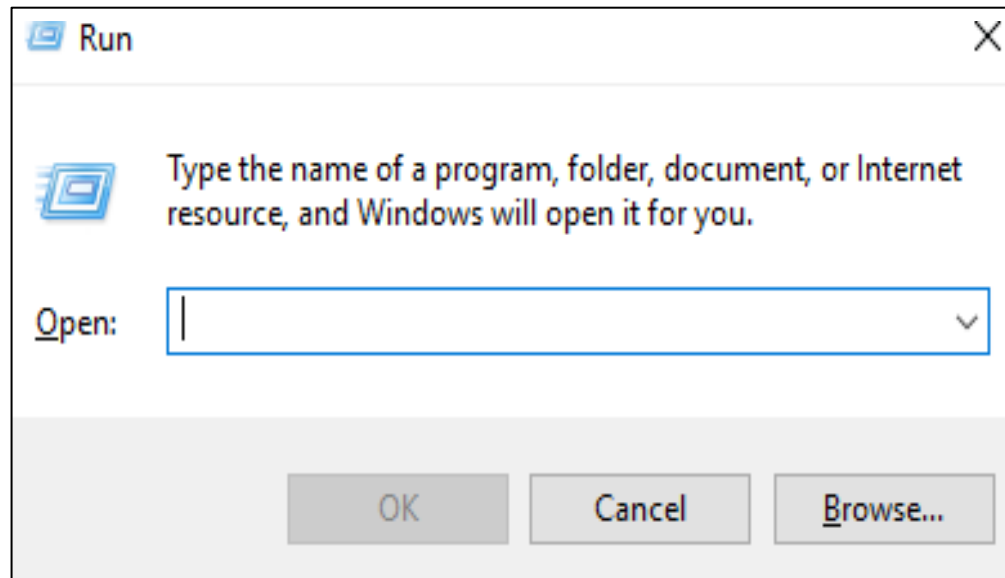 Run
Type the name of a program, folder, document, or Internet
resource, and Windows will open it for you.
Open:
OK
Cancel
Browse...